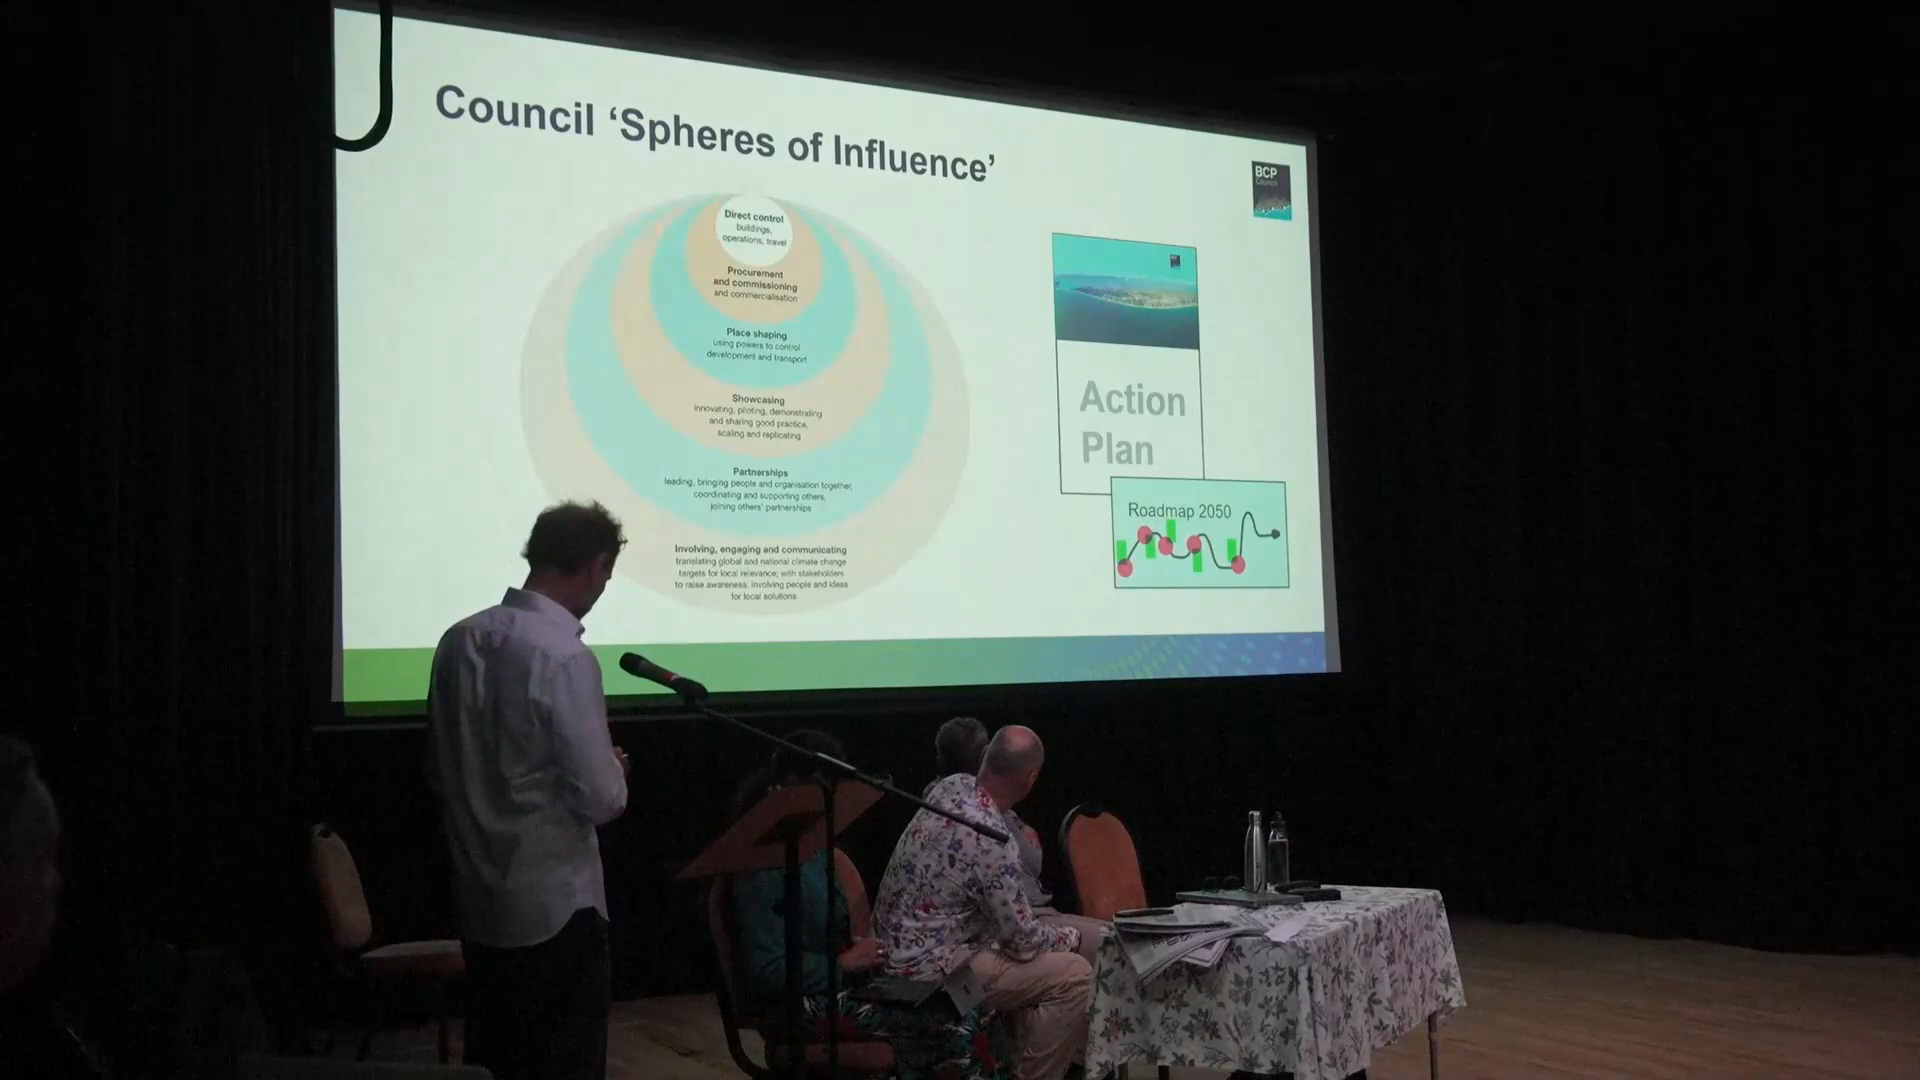 Council ‘Spheres of Influence’
BCP
Council
Direct control
buildings,
operations, travel
Procurement
and commissioning
and commercialisation
Place shaping
using powers to control
development and transport
Showcasing
innovating, piloting, demonstrating
and sharing good practice,
scaling and replicating
Partnerships
leading, bringing people and organisation together,
coordinating and supporting others,
joining others' partnerships
Involving, engaging and communicating
translating global and national climate change
targets for local relevance; with stakeholders
to raise awareness, involving people and ideas
for local solutions
Action
Plan
Roadmap 2050